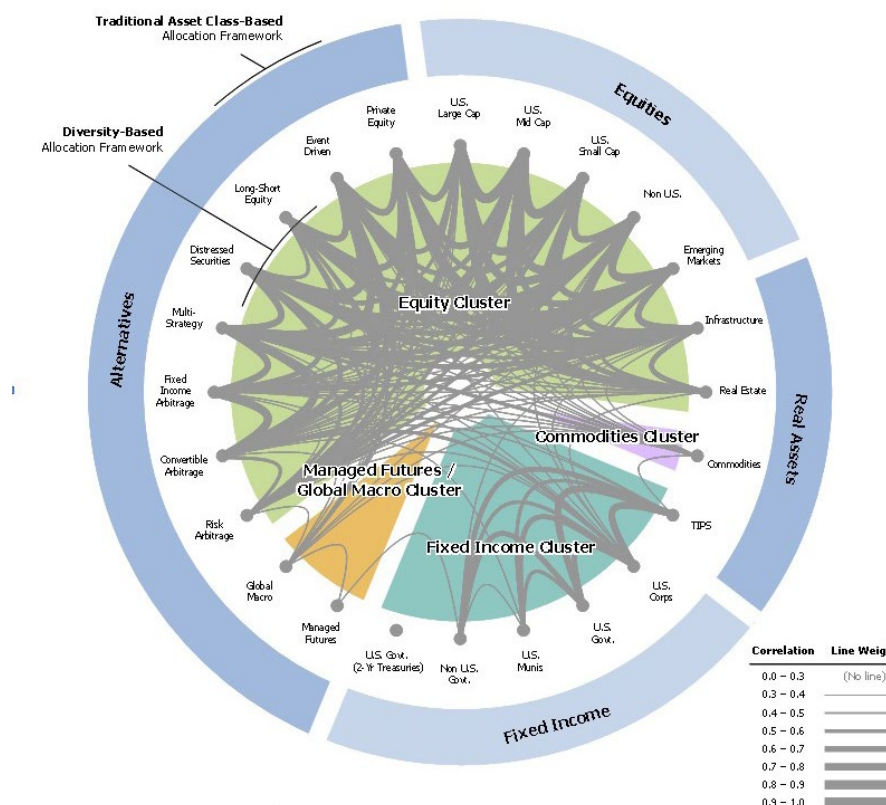 Traditional Asset Class-Based
Allocation Framework
Diversity-Based
Allocation Framework
Equities
Real Assets
Fixed Income
Alternatives
Private
Equity
U.S.
Large Cap
U.S.
Mid Cap
U.S.
Small Cap
Non U.S.
Emerging
Markets
Infrastructure
Real Estate
Commodities
TIPS
U.S.
Corps
U.S.
Govt.
U.S.
Munis
Non U.S.
Govt.
U.S. Govt.
(2-Yr Treasuries)
Managed
Futures
Global
Macro
Risk
Arbitrage
Convertible
Arbitrage
Fixed
Income
Arbitrage
Multi-
Strategy
Distressed
Securities
Long-Short
Equity
Event
Driven
Equity Cluster
Commodities Cluster
Managed Futures /
Global Macro Cluster
Fixed Income Cluster
Correlation Line Weig
0.0 – 0.3 (No line)
0.3 – 0.4
0.4 – 0.5
0.5 – 0.6
0.6 – 0.7
0.7 – 0.8
0.8 – 0.9
0.9 – 1.0